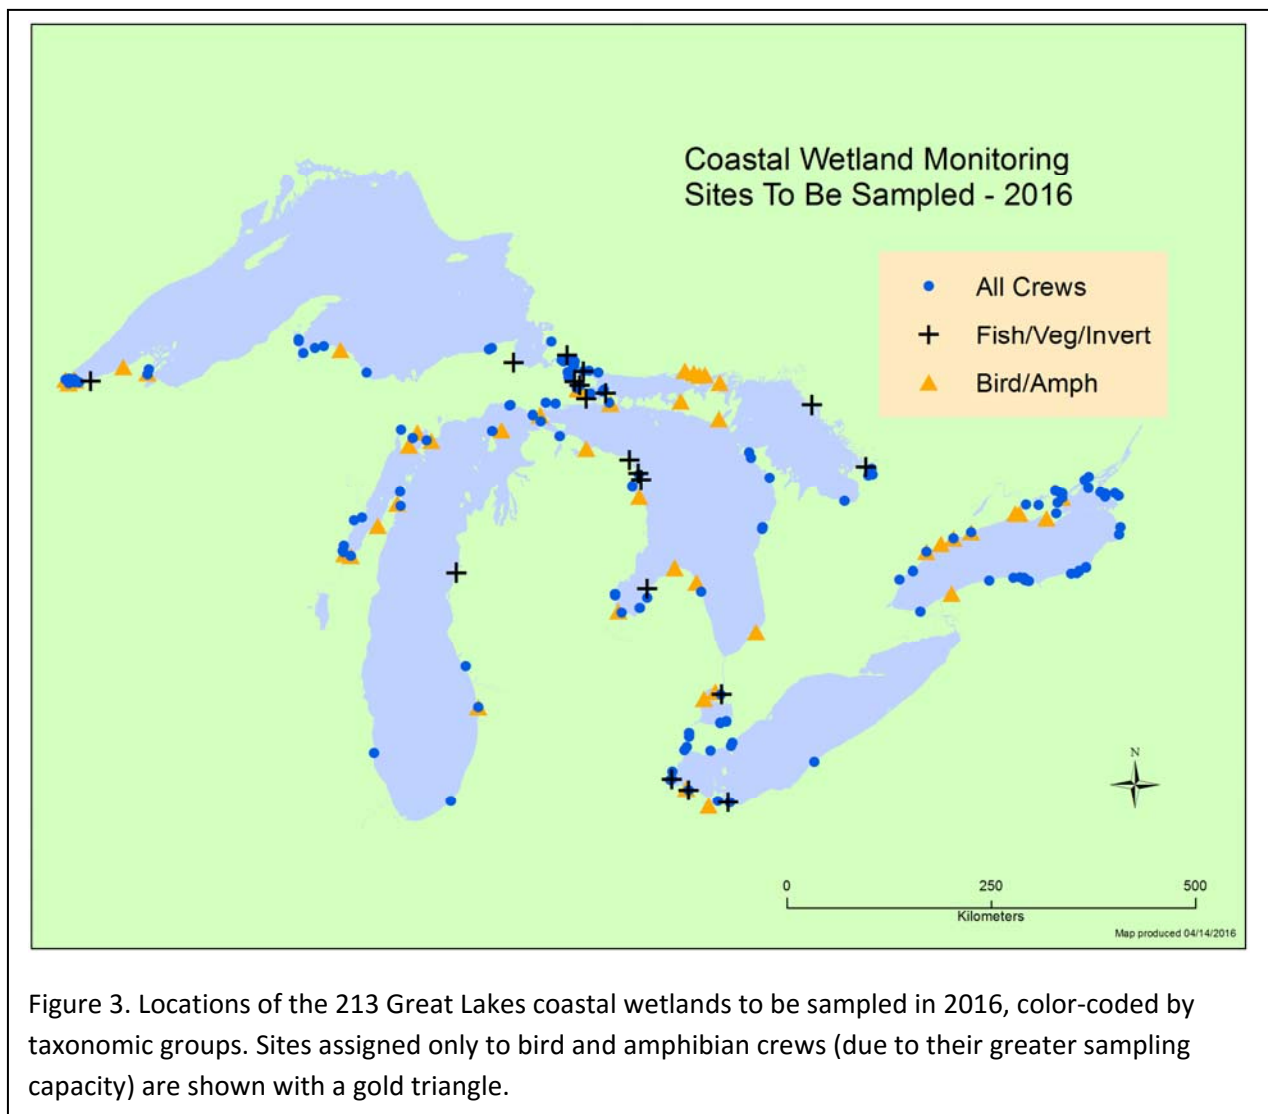 Coastal Wetland Monitoring
Sites To Be Sampled - 2016
All Crews
Fish/Veg/Invert
Bird/Amph
N
0 250 500
Kilometers
Map produced 04/14/2016
Figure 3. Locations of the 213 Great Lakes coastal wetlands to be sampled in 2016, color-coded by
taxonomic groups. Sites assigned only to bird and amphibian crews (due to their greater sampling
capacity) are shown with a gold triangle.